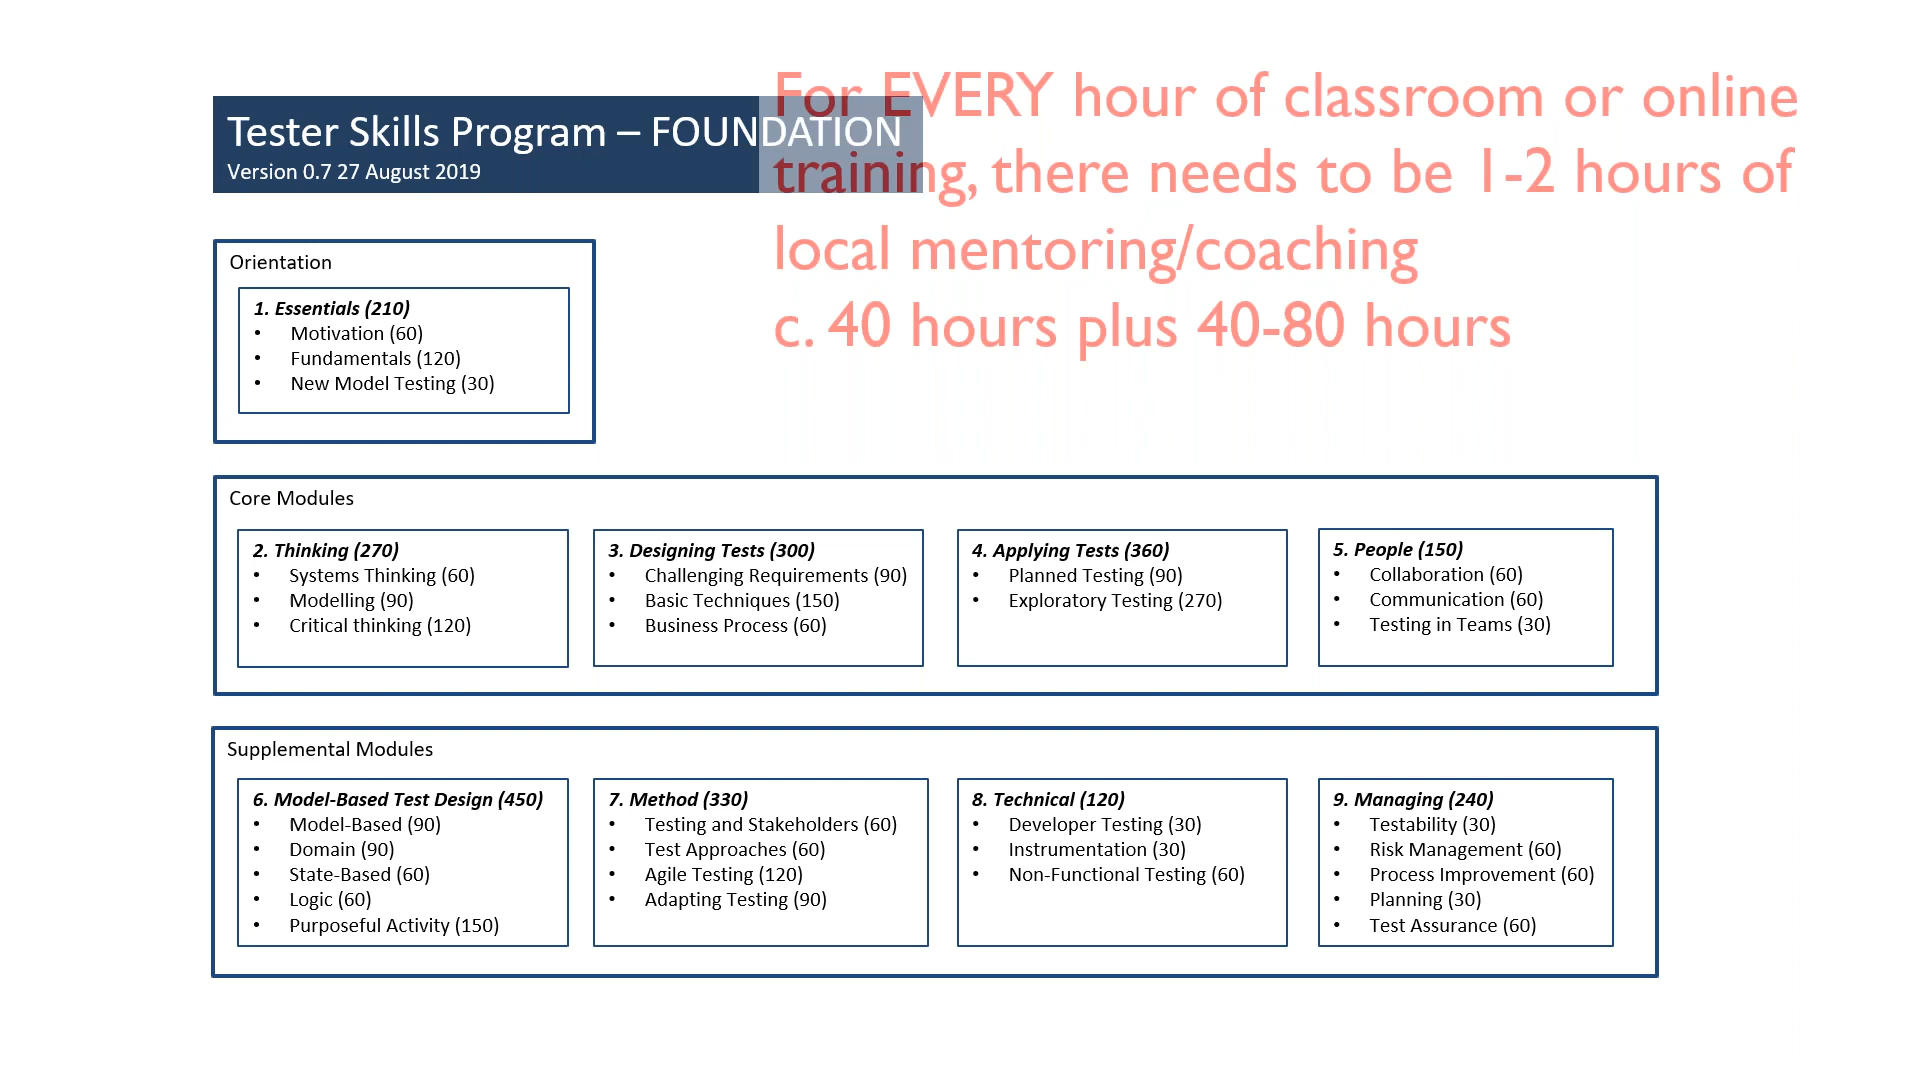 For EVERY hour of classroom or online
training, there needs to be 1-2 hours of
local mentoring/coaching
c. 40 hours plus 40-80 hours
Tester Skills Program – FOUNDATION
Version 0.7 27 August 2019
Orientation
1. Essentials (210)
• Motivation (60)
• Fundamentals (120)
• New Model Testing (30)
Core Modules
2. Thinking (270)
• Systems Thinking (60)
• Modelling (90)
• Critical thinking (120)
3. Designing Tests (300)
• Challenging Requirements (90)
• Basic Techniques (150)
• Business Process (60)
4. Applying Tests (360)
• Planned Testing (90)
• Exploratory Testing (270)
5. People (150)
• Collaboration (60)
• Communication (60)
• Testing in Teams (30)
Supplemental Modules
6. Model-Based Test Design (450)
• Model-Based (90)
• Domain (90)
• State-Based (60)
• Logic (60)
• Purposeful Activity (150)
7. Method (330)
• Testing and Stakeholders (60)
• Test Approaches (60)
• Agile Testing (120)
• Adapting Testing (90)
8. Technical (120)
• Developer Testing (30)
• Instrumentation (30)
• Non-Functional Testing (60)
9. Managing (240)
• Testability (30)
• Risk Management (60)
• Process Improvement (60)
• Planning (30)
• Test Assurance (60)